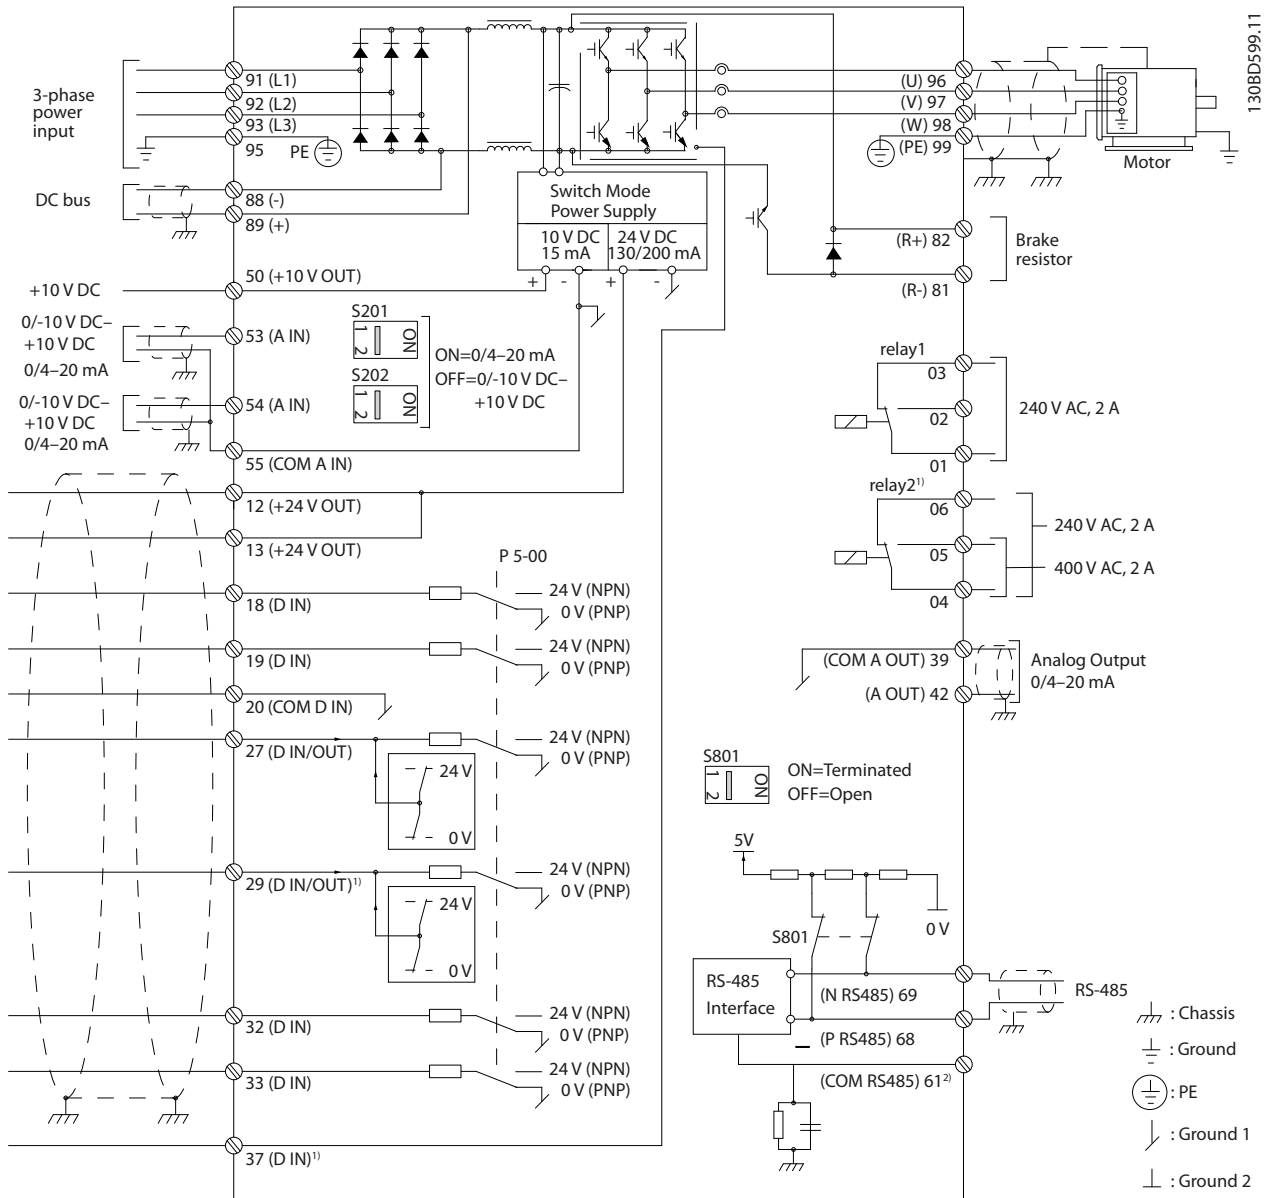 130BD599.11
3-phase
power
input
91 (L1)
92 (L2)
93 (L3)
95
PE
DC bus
88 (-)
89 (+)
Switch Mode
Power Supply
10 V DC
15 mA
24 V DC
130/200 mA
+ - + -
(U) 96
(V) 97
(W) 98
(PE) 99
Motor
(R+) 82
(R-) 81
Brake
resistor
+10 V DC
50 (+10 V OUT)
0/-10 V DC–
+10 V DC
0/4–20 mA
53 (A IN)
0/-10 V DC–
+10 V DC
0/4–20 mA
54 (A IN)
55 (COM A IN)
S201
1 2 ON
S202
1 2 ON
ON=0/4–20 mA
OFF=0/-10 V DC–
+10 V DC
relay1
03
02
01
240 V AC, 2 A
relay2¹⁾
06
05
04
240 V AC, 2 A
400 V AC, 2 A
12 (+24 V OUT)
13 (+24 V OUT)
P 5-00
18 (D IN)
24 V (NPN)
0 V (PNP)
19 (D IN)
24 V (NPN)
0 V (PNP)
20 (COM D IN)
27 (D IN/OUT)
24 V (NPN)
0 V (PNP)
24 V
0 V
29 (D IN/OUT)¹⁾
24 V (NPN)
0 V (PNP)
24 V
0 V
32 (D IN)
24 V (NPN)
0 V (PNP)
33 (D IN)
24 V (NPN)
0 V (PNP)
37 (D IN)¹⁾
(COM A OUT) 39
(A OUT) 42
Analog Output
0/4–20 mA
S801
1 2 ON
ON=Terminated
OFF=Open
5V
S801
0 V
RS-485
Interface
(N RS485) 69
(P RS485) 68
(COM RS485) 61²⁾
RS-485
: Chassis
: Ground
: PE
: Ground 1
: Ground 2